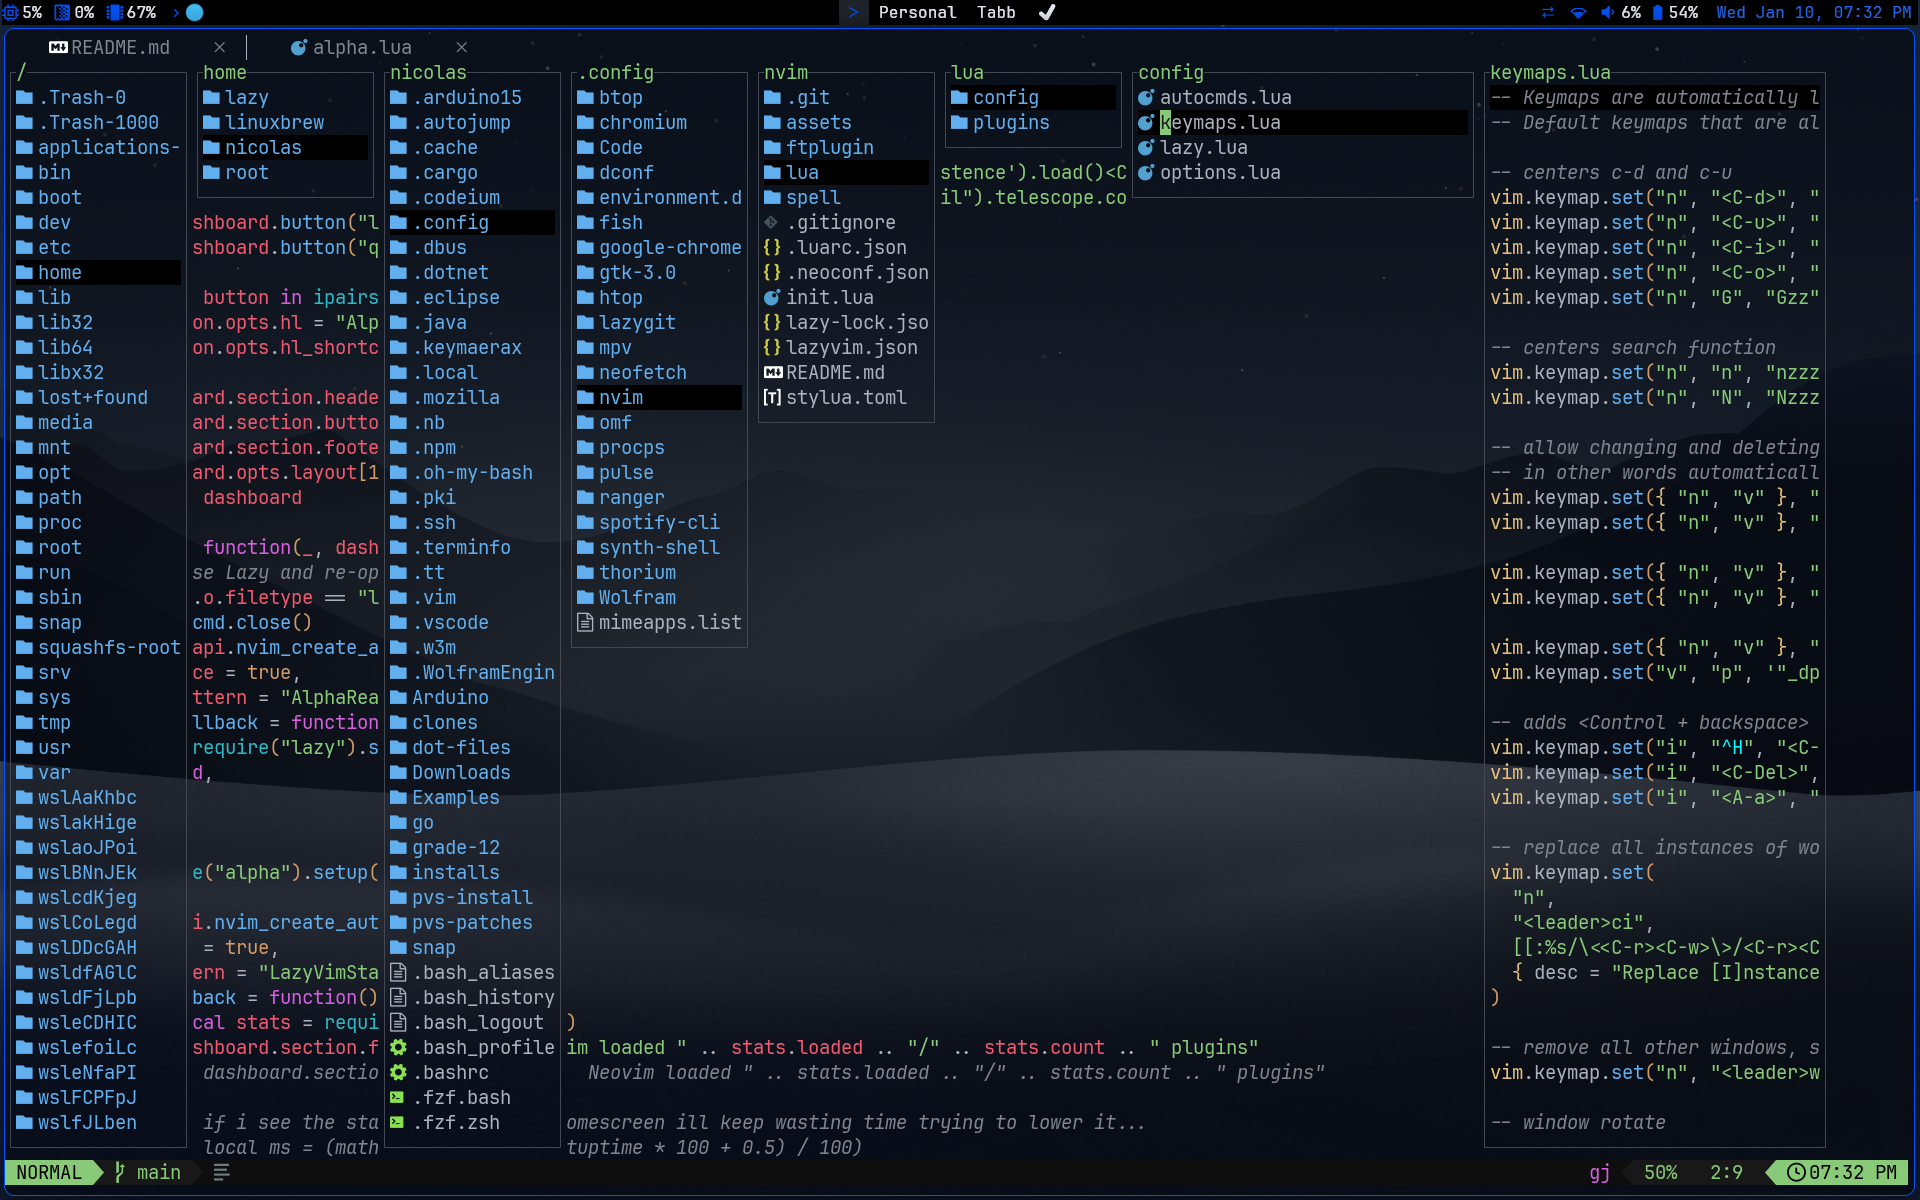 5% 0% 67% > > Personal Tabb 6% 54% Wed Jan 10, 07:32 PM
README.md × alpha.lua ×
/
.Trash-0
.Trash-1000
applications-
bin
boot
dev
etc
home
lib
lib32
lib64
libx32
lost+found
media
mnt
opt
path
proc
root
run
sbin
snap
squashfs-root
srv
sys
tmp
usr
var
wslAaKhbc
wslakHige
wslaoJPoi
wslBNnJEk
wslcdKjeg
wslCoLegd
wslDDcGAH
wsldfAGlC
wsldFjLpb
wsleCDHIC
wslefoiLc
wsleNfaPI
wslFCPFpJ
wslfJLben
home
lazy
linuxbrew
nicolas
root
shboard.button("l
shboard.button("q
button in ipairs
on.opts.hl = "Alp
on.opts.hl_shortc
ard.section.heade
ard.section.butto
ard.section.foote
ard.opts.layout[1
dashboard
function(_, dash
se Lazy and re-op
.o.filetype == "l
cmd.close()
api.nvim_create_a
ce = true,
ttern = "AlphaRea
llback = function
require("lazy").s
d,
e("alpha").setup(
i.nvim_create_aut
= true,
ern = "LazyVimSta
back = function()
cal stats = requi
shboard.section.f
dashboard.sectio
if i see the sta
local ms = (math
nicolas
.arduino15
.autojump
.cache
.cargo
.codeium
.config
.dbus
.dotnet
.eclipse
.java
.keymaerax
.local
.mozilla
.nb
.npm
.oh-my-bash
.pki
.ssh
.terminfo
.tt
.vim
.vscode
.w3m
.WolframEngin
Arduino
clones
dot-files
Downloads
Examples
go
grade-12
installs
pvs-install
pvs-patches
snap
.bash_aliases
.bash_history
.bash_logout
.bash_profile
.bashrc
.fzf.bash
.fzf.zsh
.config
btop
chromium
Code
dconf
environment.d
fish
google-chrome
gtk-3.0
htop
lazygit
mpv
neofetch
nvim
omf
procps
pulse
ranger
spotify-cli
synth-shell
thorium
Wolfram
mimeapps.list
)
im loaded " .. stats.loaded .. "/" .. stats.count .. " plugins"
Neovim loaded " .. stats.loaded .. "/" .. stats.count .. " plugins"
omescreen ill keep wasting time trying to lower it...
tuptime * 100 + 0.5) / 100)
nvim
.git
assets
ftplugin
lua
spell
.gitignore
.luarc.json
.neoconf.json
init.lua
lazy-lock.jso
lazyvim.json
README.md
stylua.toml
lua
config
plugins
stence').load()<C
il").telescope.co
config
autocmds.lua
keymaps.lua
lazy.lua
options.lua
keymaps.lua
-- Keymaps are automatically l
-- Default keymaps that are al
-- centers c-d and c-u
vim.keymap.set("n", "<C-d>", "
vim.keymap.set("n", "<C-u>", "
vim.keymap.set("n", "<C-i>", "
vim.keymap.set("n", "<C-o>", "
vim.keymap.set("n", "G", "Gzz"
-- centers search function
vim.keymap.set("n", "n", "nzzz
vim.keymap.set("n", "N", "Nzzz
-- allow changing and deleting
-- in other words automaticall
vim.keymap.set({ "n", "v" }, "
vim.keymap.set({ "n", "v" }, "
vim.keymap.set({ "n", "v" }, "
vim.keymap.set({ "n", "v" }, "
vim.keymap.set({ "n", "v" }, "
vim.keymap.set("v", "p", '"_dp
-- adds <Control + backspace>
vim.keymap.set("i", "^H", "<C-
vim.keymap.set("i", "<C-Del>",
vim.keymap.set("i", "<A-a>", "
-- replace all instances of wo
vim.keymap.set(
"n",
"<leader>ci",
[[:%s/\<<C-r><C-w>\>/<C-r><C
{ desc = "Replace [I]nstance
)
-- remove all other windows, s
vim.keymap.set("n", "<leader>w
-- window rotate
NORMAL main gj 50% 2:9 07:32 PM